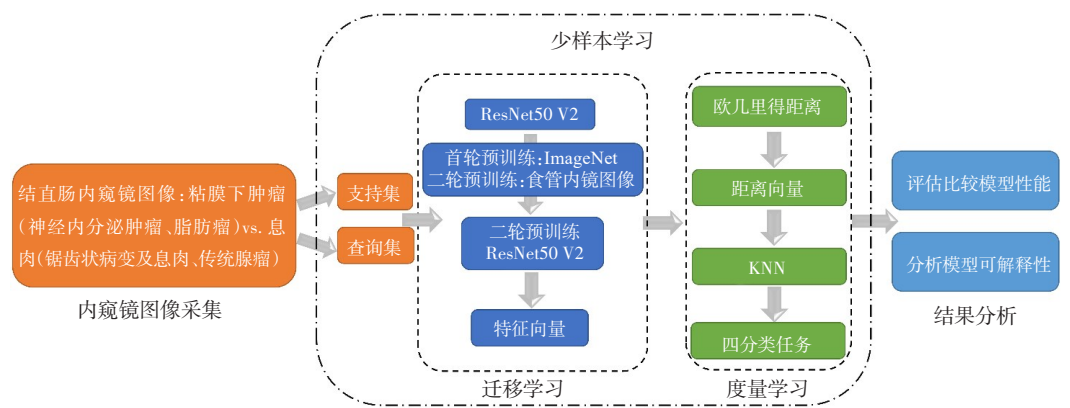 少样本学习
结直肠内窥镜图像:粘膜下肿瘤
(神经内分泌肿瘤、脂肪瘤)vs.息
肉(锯齿状病变及息肉、传统腺瘤)
内窥镜图像采集
支持集
查询集
ResNet50 V2
首轮预训练:ImageNet
二轮预训练:食管内镜图像
二轮预训练
ResNet50 V2
特征向量
迁移学习
欧几里得距离
距离向量
KNN
四分类任务
度量学习
评估比较模型性能
分析模型可解释性
结果分析